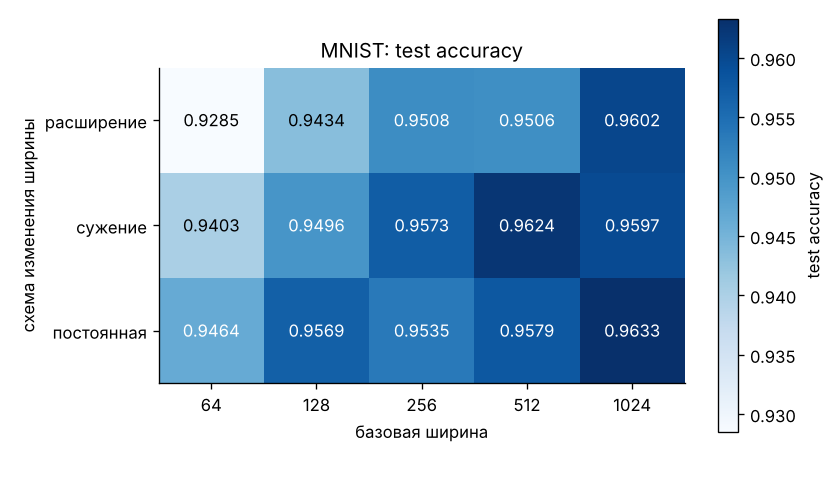 MNIST: test accuracy
схема изменения ширины
расширение 0.9285 0.9434 0.9508 0.9506 0.9602
сужение 0.9403 0.9496 0.9573 0.9624 0.9597
постоянная 0.9464 0.9569 0.9535 0.9579 0.9633
64 128 256 512 1024
базовая ширина
0.960
0.955
0.950
0.945
0.940
0.935
0.930
test accuracy